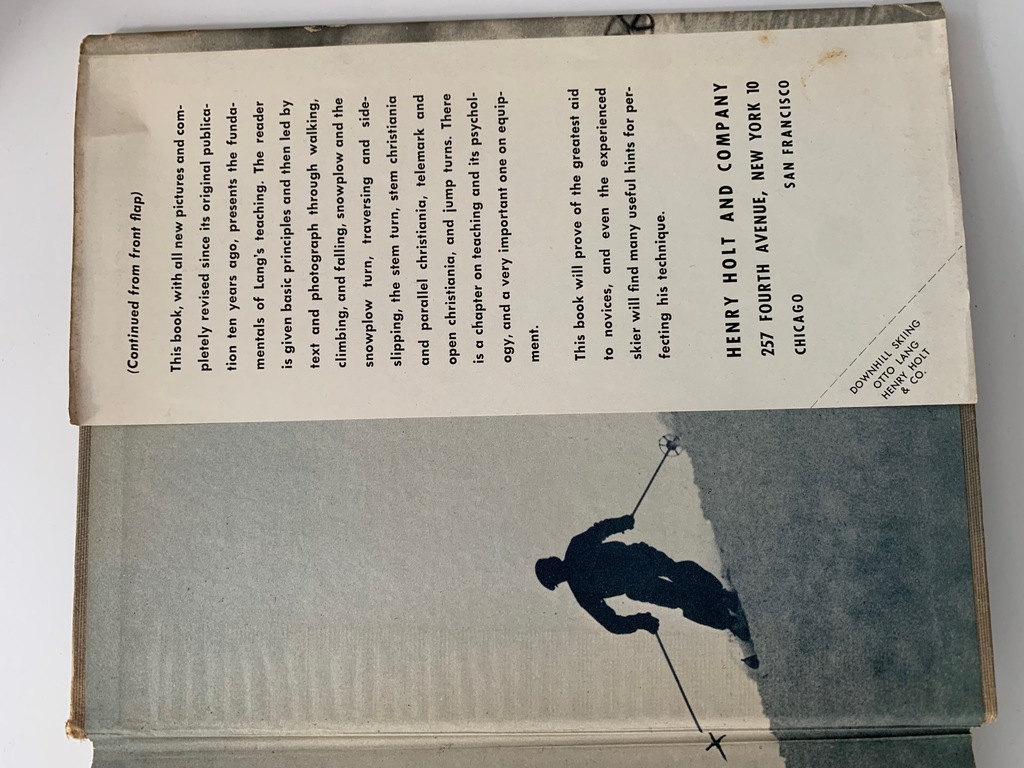 (Continued from front flap)
This book, with all new pictures and com-
pletely revised since its original publica-
tion ten years ago, presents the funda-
mentals of Lang's teaching. The reader
is given basic principles and then led by
text and photograph through walking,
climbing, and falling, snowplow and the
snowplow turn, traversing and side-
slipping, the stem turn, stem christiania
and parallel christiania, telemark and
open christiania, and jump turns. There
is a chapter on teaching and its psychol-
ogy, and a very important one on equip-
ment.
This book will prove of the greatest aid
to novices, and even the experienced
skier will find many useful hints for per-
fecting his technique.
HENRY HOLT AND COMPANY
257 FOURTH AVENUE, NEW YORK 10
CHICAGO SAN FRANCISCO
DOWNHILL SKIING
OTTO LANG
HENRY HOLT
& CO.